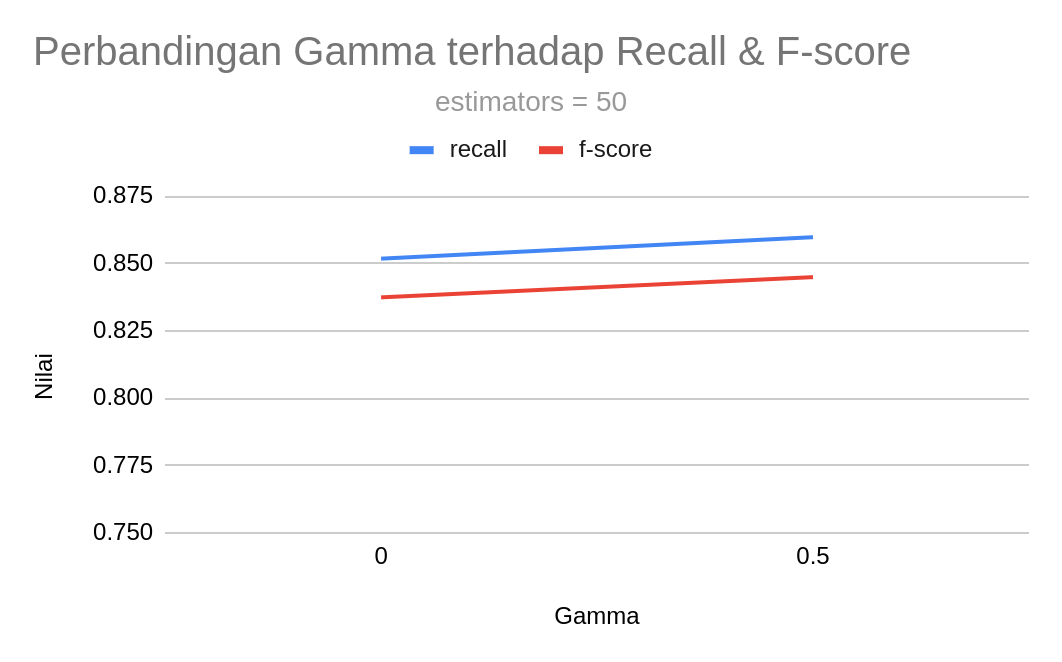 Perbandingan Gamma terhadap Recall & F-score
estimators = 50
recall f-score
0.875
0.850
0.825
0.800
0.775
0.750
Nilai
0 0.5
Gamma